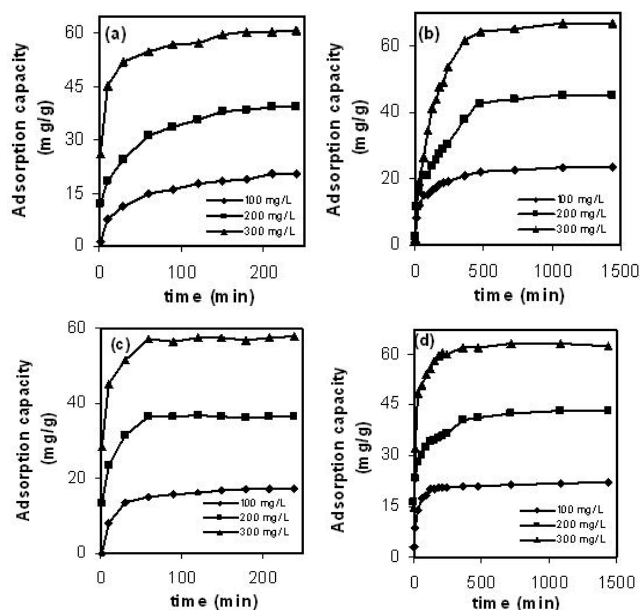 (a)
60
45
30
15
0
Adsorption capacity
(mg/g)
100 mg/L
200 mg/L
300 mg/L
0 100 200
time (min)
(b)
80
60
40
20
0
Adsorption capacity
(mg/g)
100 mg/L
200 mg/L
300 mg/L
0 500 1000 1500
time (min)
(c)
60
40
20
0
Adsorption capacity
(mg/g)
100 mg/L
200 mg/L
300 mg/L
0 100 200
time (min)
(d)
60
45
30
15
0
Adsorption capacity
(mg/g)
100 mg/L
200 mg/L
300 mg/L
0 500 1000 1500
time (min)